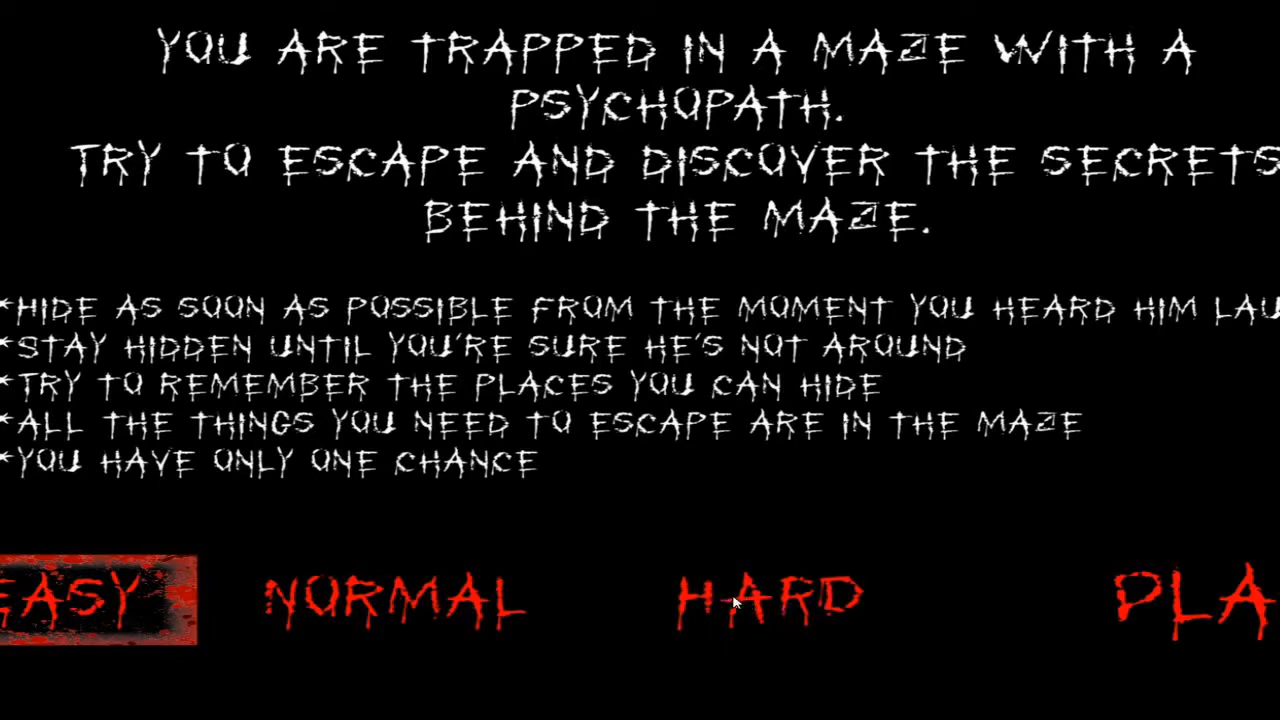 YOU ARE TRAPPED IN A MAZE WITH A
PSYCHOPATH.
TRY TO ESCAPE AND DISCOVER THE SECRETS
BEHIND THE MAZE.
*HIDE AS SOON AS POSSIBLE FROM THE MOMENT YOU HEARD HIM LAU
*STAY HIDDEN UNTIL YOU'RE SURE HE'S NOT AROUND
*TRY TO REMEMBER THE PLACES YOU CAN HIDE
*ALL THE THINGS YOU NEED TO ESCAPE ARE IN THE MAZE
*YOU HAVE ONLY ONE CHANCE
EASY NORMAL HARD PLA